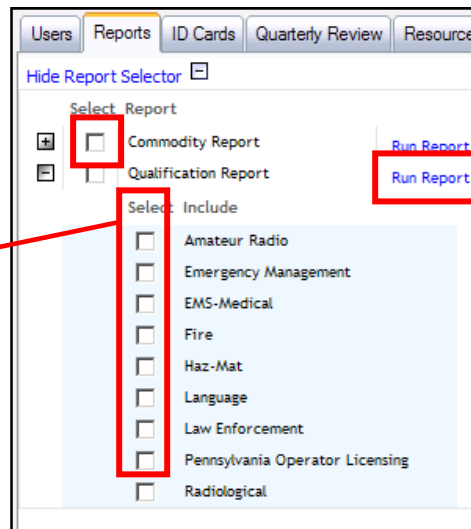 Users Reports ID Cards Quarterly Review Resource
Hide Report Selector
Select Report
Commodity Report Run Report
Qualification Report Run Report
Select Include
Amateur Radio
Emergency Management
EMS-Medical
Fire
Haz-Mat
Language
Law Enforcement
Pennsylvania Operator Licensing
Radiological